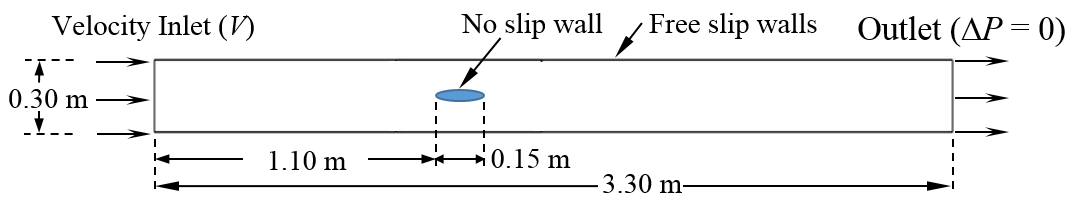 Velocity Inlet (V)
No slip wall
Free slip walls
Outlet (ΔP = 0)
0.30 m
1.10 m
0.15 m
3.30 m